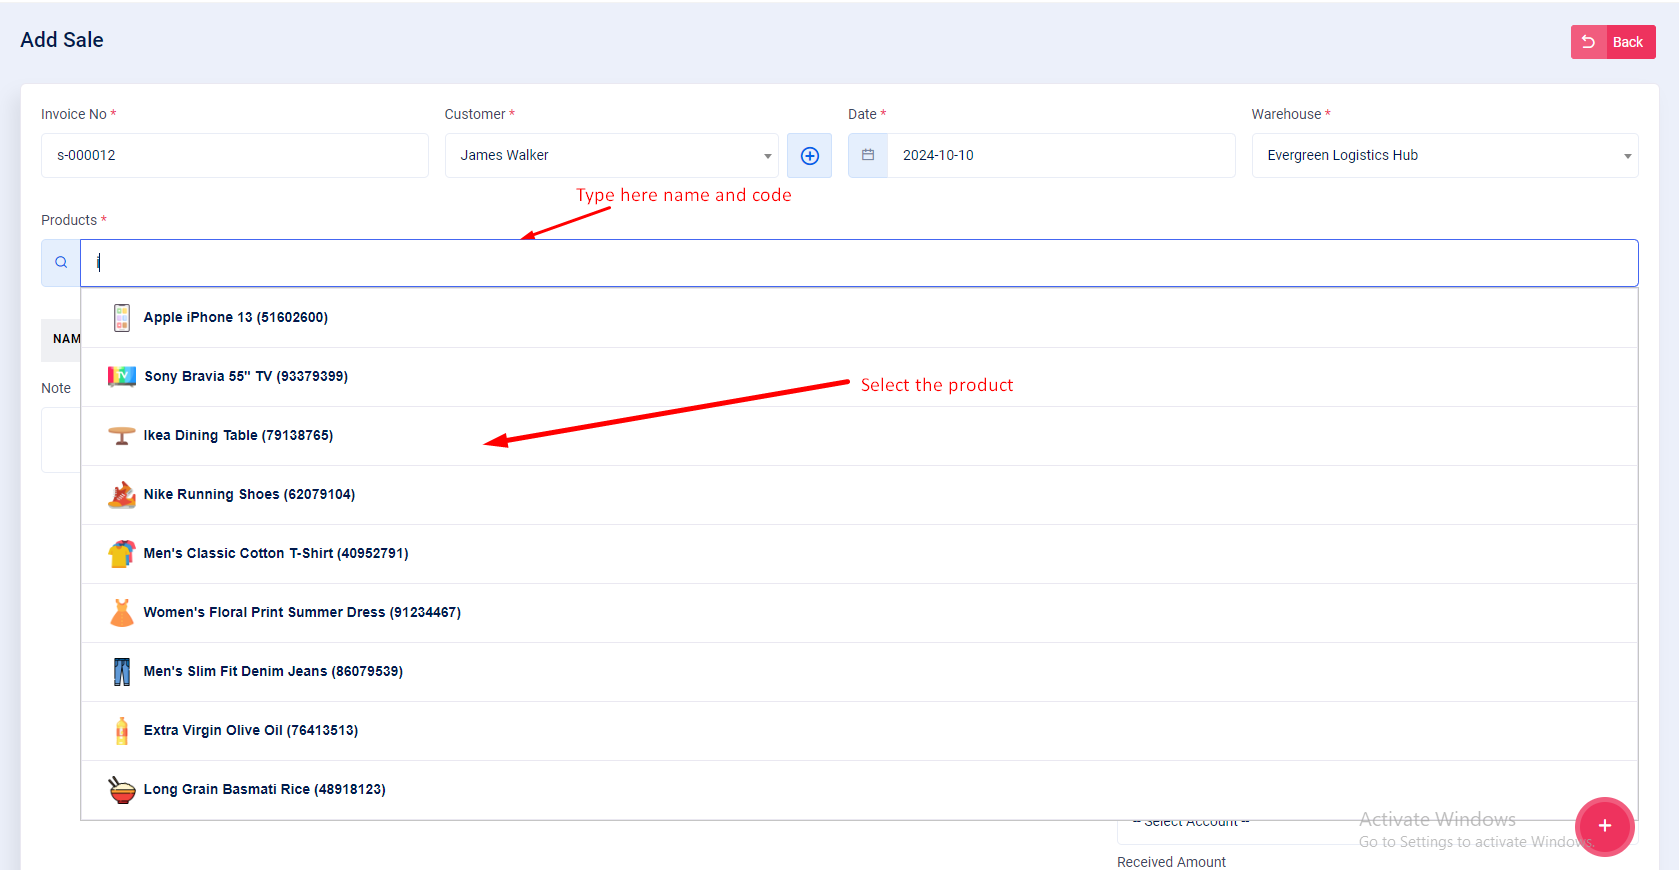 Add Sale
Back
Invoice No *
Customer *
Date *
Warehouse *
s-000012
James Walker
2024-10-10
Evergreen Logistics Hub
Type here name and code
Products *
i
Apple iPhone 13 (51602600)
NAM
Sony Bravia 55" TV (93379399)
Note
Select the product
Ikea Dining Table (79138765)
Nike Running Shoes (62079104)
Men's Classic Cotton T-Shirt (40952791)
Women's Floral Print Summer Dress (91234467)
Men's Slim Fit Denim Jeans (86079539)
Extra Virgin Olive Oil (76413513)
Long Grain Basmati Rice (48918123)
-- Select Account --
Activate Windows
Go to Settings to activate Windows.
Received Amount